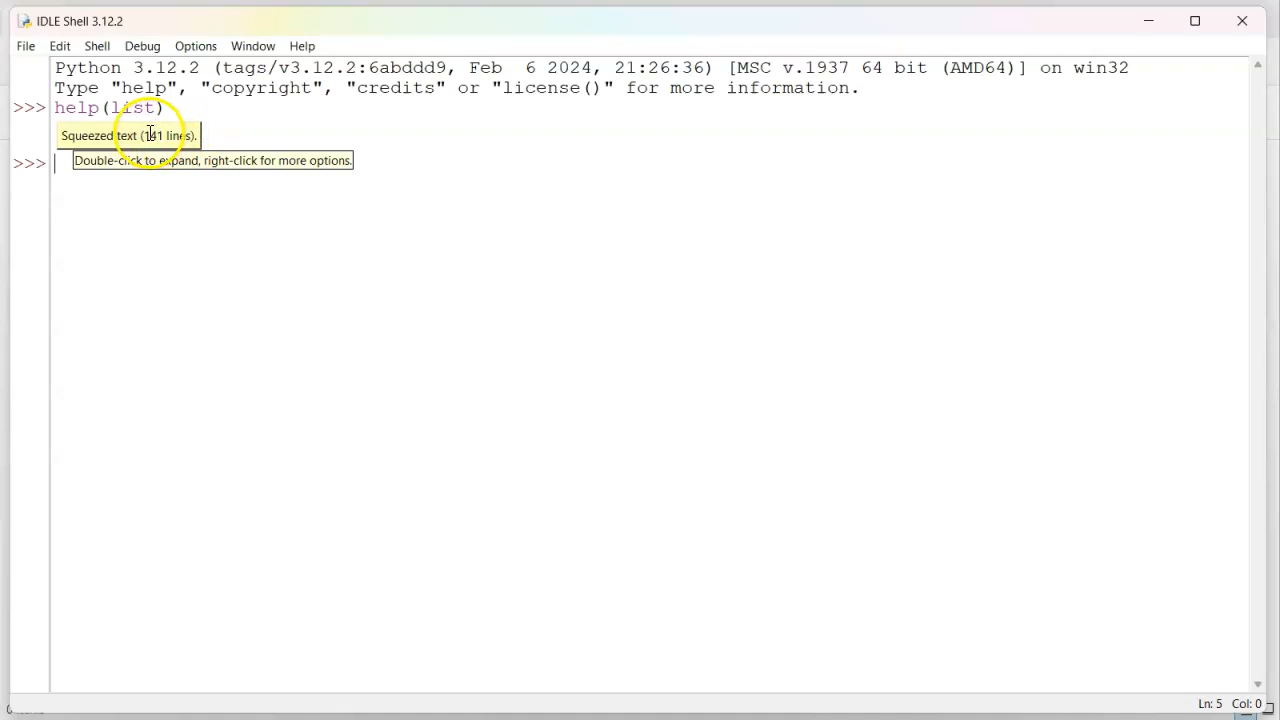 IDLE Shell 3.12.2
File Edit Shell Debug Options Window Help
Python 3.12.2 (tags/v3.12.2:6abddd9, Feb  6 2024, 21:26:36) [MSC v.1937 64 bit (AMD64)] on win32
Type "help", "copyright", "credits" or "license()" for more information.
>>> help(list)
Squeezed text (141 lines).
Double-click to expand, right-click for more options.
>>>
Ln: 5 Col: 0